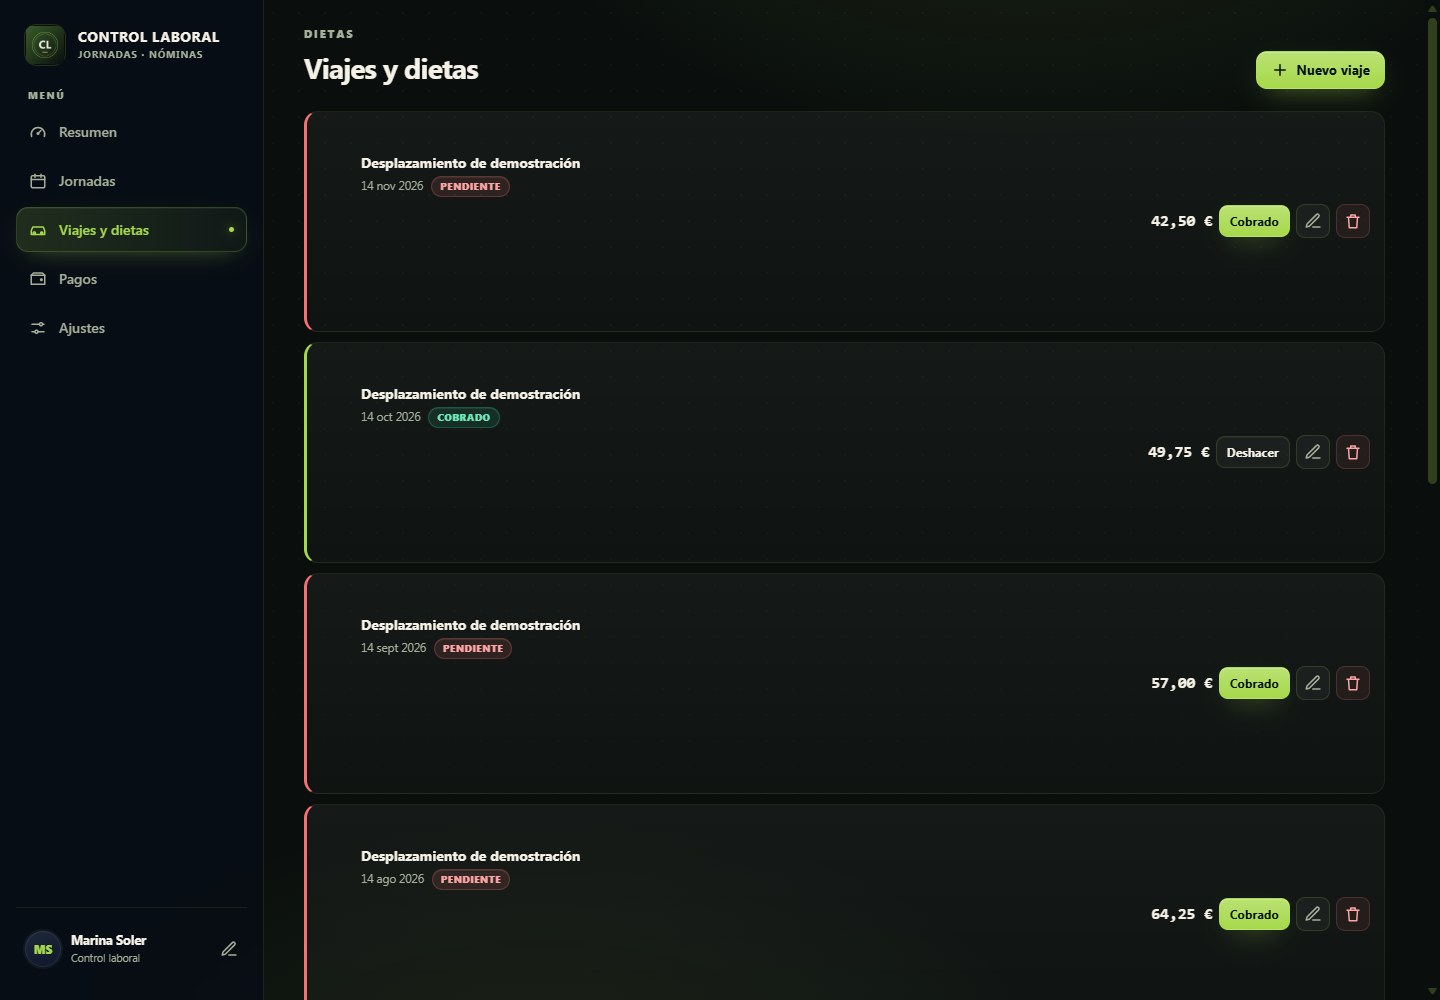 CL
CONTROL LABORAL
JORNADAS · NÓMINAS
MENÚ
Resumen
Jornadas
Viajes y dietas
Pagos
Ajustes
MS
Marina Soler
Control laboral
DIETAS
Viajes y dietas
Nuevo viaje
Desplazamiento de demostración
14 nov 2026 PENDIENTE
42,50 € Cobrado
Desplazamiento de demostración
14 oct 2026 COBRADO
49,75 € Deshacer
Desplazamiento de demostración
14 sept 2026 PENDIENTE
57,00 € Cobrado
Desplazamiento de demostración
14 ago 2026 PENDIENTE
64,25 € Cobrado